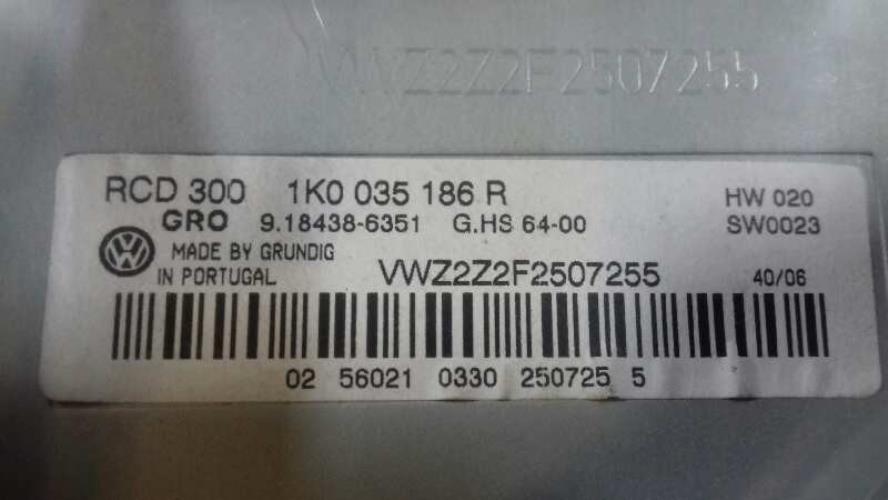 VWZ2Z2F2507255
RCD 300 1K0 035 186 R HW 020
GRO 9.18438-6351 G.HS 64-00 SW0023
VW MADE BY GRUNDIG
IN PORTUGAL VWZ2Z2F2507255 40/06
02 56021 0330 250725 5